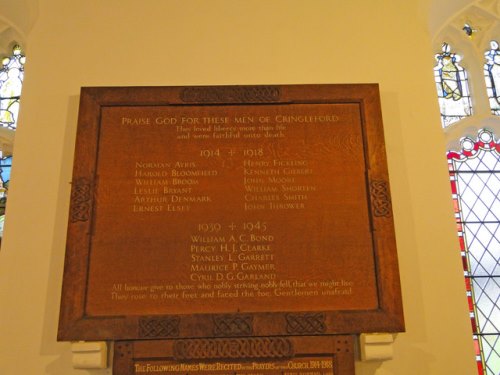 PRAISE GOD FOR THESE MEN OF CRINGLEFORD
That loved liberty more than life
and were faithful unto death
1914 + 1918
NORMAN ACRES HENRY FICKLING
HAROLD BLOOMFIELD KENNETH GILBERT
WILLIAM BROOM JOHN MOORE
LESLIE BRYANT WILLIAM SHORTEN
ARTHUR DENMARK CHARLES SMITH
ERNEST ELSEY JOHN THROWER
1939 + 1945
WILLIAM A. C. BOND
PERCY H. J. CLARKE
STANLEY L. GARRETT
MAURICE P. GAYMER
CYRIL D. G. GARLAND
All honour give to those who nobly striving nobly fell, that we might live
They rose to their feet and faced the foe, Gentlemen unafraid.
THE FOLLOWING NAMES WERE RECITED IN THE PRAYERS OF THE CHURCH 1914